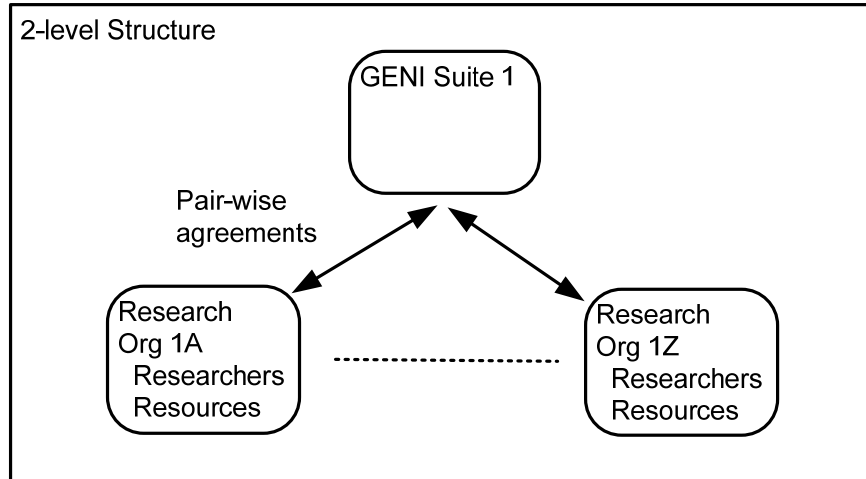 2-level Structure
GENI Suite 1
Pair-wise
agreements
Research
Org 1A
Researchers
Resources
Research
Org 1Z
Researchers
Resources